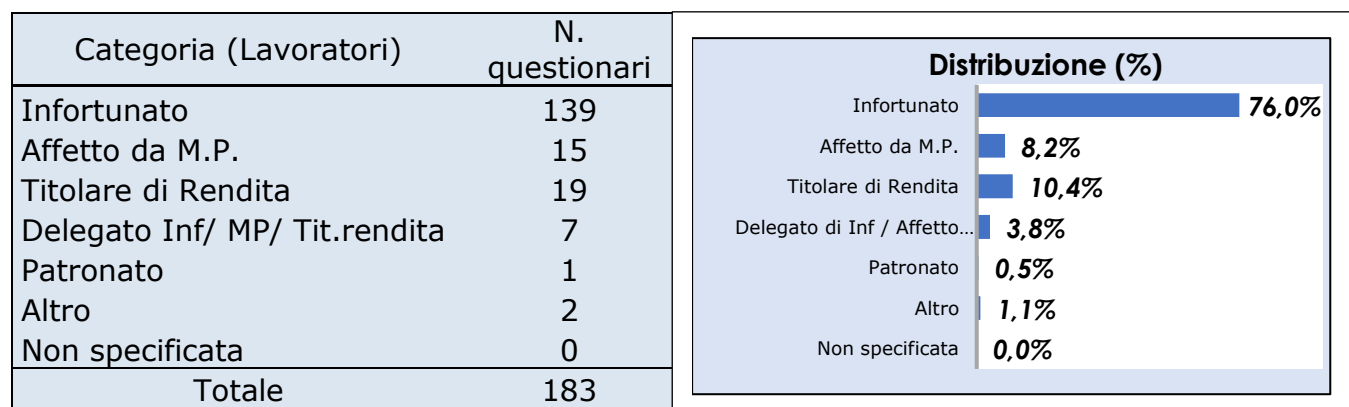 Categoria (Lavoratori) N. questionari
Infortunato 139
Affetto da M.P. 15
Titolare di Rendita 19
Delegato Inf/ MP/ Tit.rendita 7
Patronato 1
Altro 2
Non specificata 0
Totale 183
Distribuzione (%)
Infortunato 76,0%
Affetto da M.P. 8,2%
Titolare di Rendita 10,4%
Delegato di Inf / Affetto... 3,8%
Patronato 0,5%
Altro 1,1%
Non specificata 0,0%